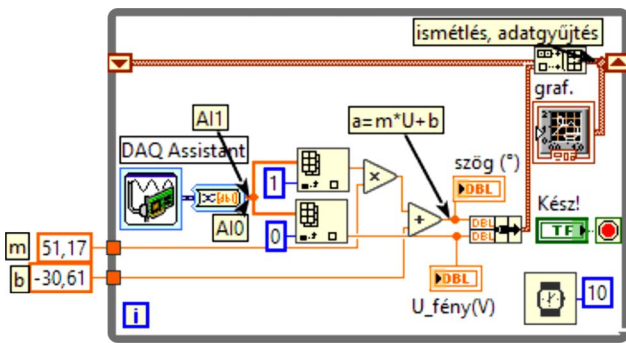 ismétlés, adatgyűjtés
graf.
AI1
a=m*U+b
DAQ Assistant
szög (°)
DBL
1
Kész!
TF
AI0
0
DBL
DBL
m 51,17
b -30,61
DBL
U_fény(V)
10
i